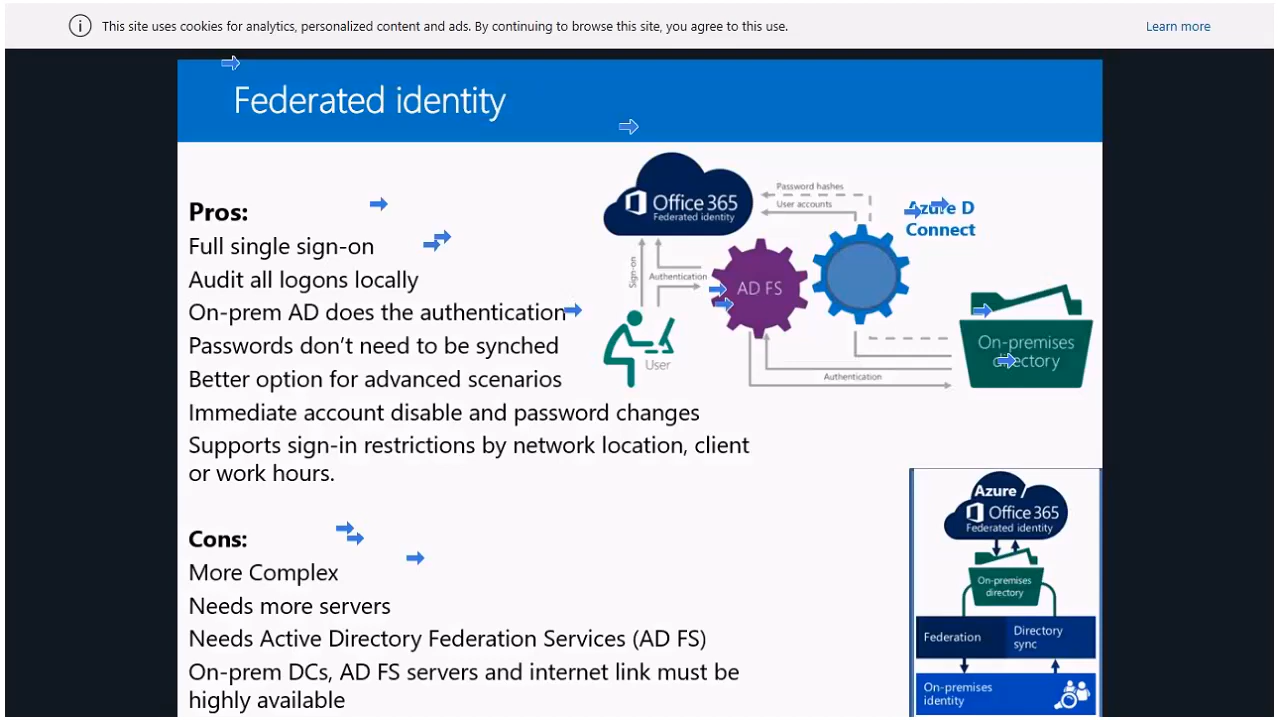 This site uses cookies for analytics, personalized content and ads. By continuing to browse this site, you agree to this use.
Learn more
Federated identity
Pros:
Full single sign-on
Audit all logons locally
On-prem AD does the authentication
Passwords don't need to be synched
Better option for advanced scenarios
Immediate account disable and password changes
Supports sign-in restrictions by network location, client
or work hours.
Cons:
More Complex
Needs more servers
Needs Active Directory Federation Services (AD FS)
On-prem DCs, AD FS servers and internet link must be
highly available
Office 365
Federated identity
Password hashes
User accounts
Azure D
Connect
Sign-on
Authentication
AD FS
User
On-premises
directory
Authentication
Azure /
Office 365
Federated identity
On-premises
directory
Federation
Directory
sync
On-premises
identity